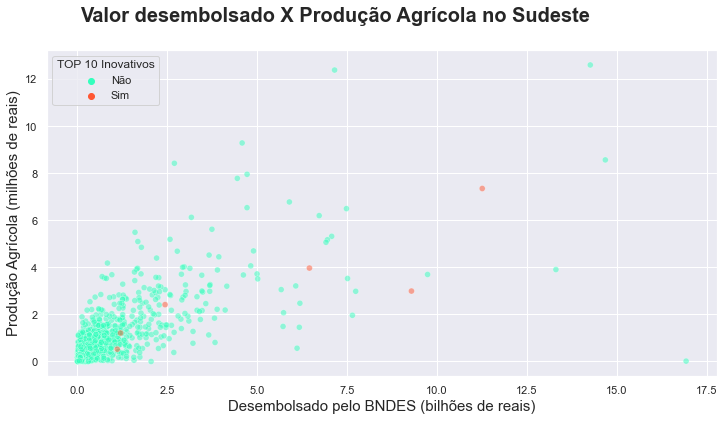 Valor desembolsado X Produção Agrícola no Sudeste
TOP 10 Inovativos
Não
Sim
Produção Agrícola (milhões de reais)
12
10
8
6
4
2
0
0.0 2.5 5.0 7.5 10.0 12.5 15.0 17.5
Desembolsado pelo BNDES (bilhões de reais)